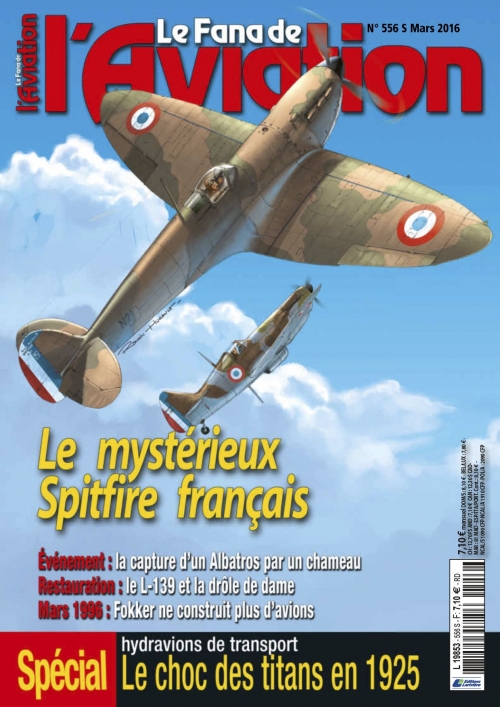 Le Fana de
l'Aviation
N° 556 S Mars 2016
Le Fana de
l'Aviation
Le mystérieux
Spitfire français
Événement : la capture d'un Albatros par un chameau
Restauration : le L-139 et la drôle de dame
Mars 1996 : Fokker ne construit plus d'avions
Spécial
hydravions de transport
Le choc des titans en 1925
L 19853 - 556 S - F: 7,10 € - RD